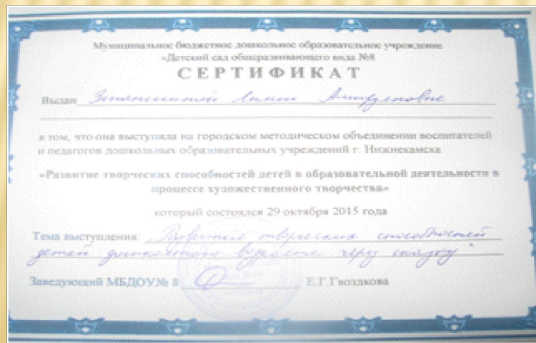 Муниципальное бюджетное дошкольное образовательное учреждение
«Детский сад общеразвивающего вида №8
СЕРТИФИКАТ
Выдан
в том, что она выступила на городском методическом объединении воспитателей
и педагогов дошкольных образовательных учреждений г. Нижнекамска
«Развитие творческих способностей детей в образовательной деятельности в
процессе художественного творчества»
который состоялся 29 октября 2015 года
Тема выступления: Развитие творческих способностей
детей дошкольного возраста через сказку
Заведующий МБДОУ№ 8 Е.Г.Гвоздкова